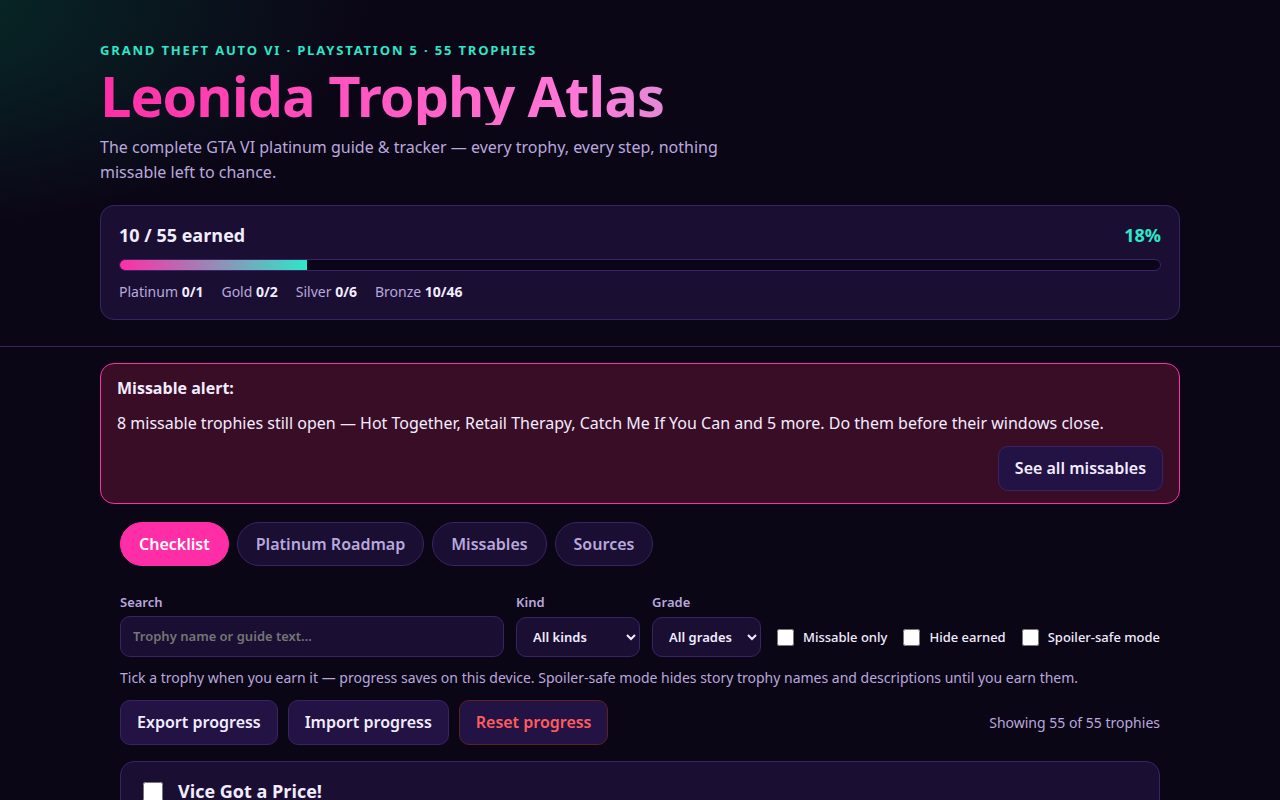 GRAND THEFT AUTO VI · PLAYSTATION 5 · 55 TROPHIES
Leonida Trophy Atlas
The complete GTA VI platinum guide & tracker — every trophy, every step, nothing
missable left to chance.
10 / 55 earned
18%
Platinum 0/1 Gold 0/2 Silver 0/6 Bronze 10/46
Missable alert:
8 missable trophies still open — Hot Together, Retail Therapy, Catch Me If You Can and 5 more. Do them before their windows close.
See all missables
Checklist Platinum Roadmap Missables Sources
Search Kind Grade
Trophy name or guide text... All kinds All grades Missable only Hide earned Spoiler-safe mode
Tick a trophy when you earn it — progress saves on this device. Spoiler-safe mode hides story trophy names and descriptions until you earn them.
Export progress Import progress Reset progress Showing 55 of 55 trophies
Vice Got a Price!